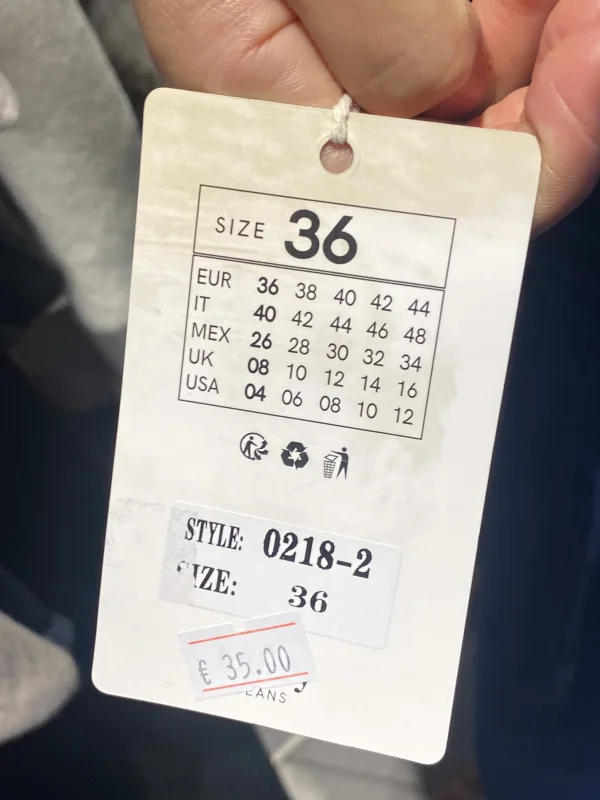 SIZE 36
EUR 36 38 40 42 44
IT 40 42 44 46 48
MEX 26 28 30 32 34
UK 08 10 12 14 16
USA 04 06 08 10 12
STYLE: 0218-2
IZE: 36
€ 35.00
EANS